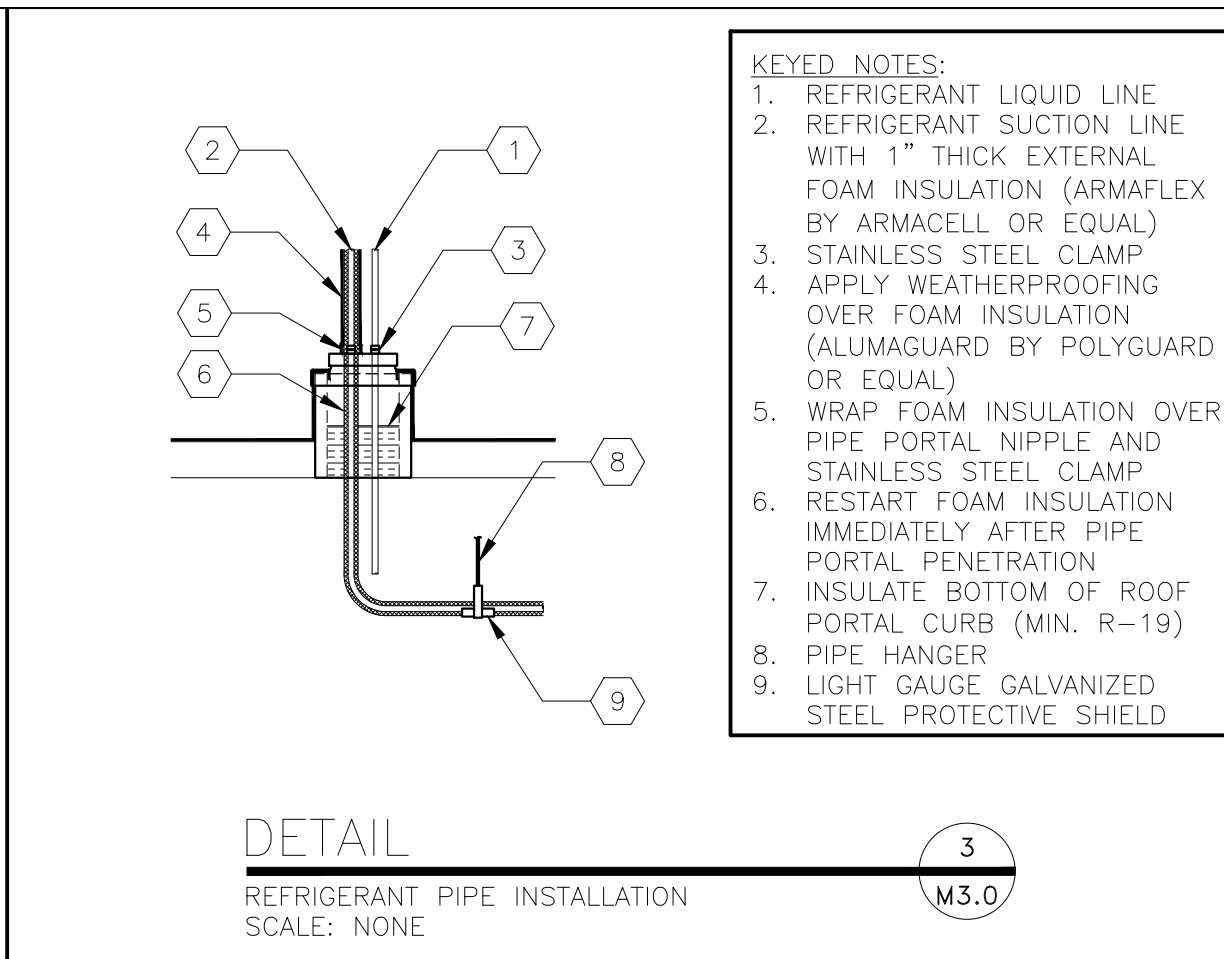 2
1
4
3
5
7
6
8
9
KEYED NOTES:
1. REFRIGERANT LIQUID LINE
2. REFRIGERANT SUCTION LINE
WITH 1" THICK EXTERNAL
FOAM INSULATION (ARMAFLEX
BY ARMACELL OR EQUAL)
3. STAINLESS STEEL CLAMP
4. APPLY WEATHERPROOFING
OVER FOAM INSULATION
(ALUMAGUARD BY POLYGUARD
OR EQUAL)
5. WRAP FOAM INSULATION OVER
PIPE PORTAL NIPPLE AND
STAINLESS STEEL CLAMP
6. RESTART FOAM INSULATION
IMMEDIATELY AFTER PIPE
PORTAL PENETRATION
7. INSULATE BOTTOM OF ROOF
PORTAL CURB (MIN. R-19)
8. PIPE HANGER
9. LIGHT GAUGE GALVANIZED
STEEL PROTECTIVE SHIELD
DETAIL
REFRIGERANT PIPE INSTALLATION
SCALE: NONE
3
M3.0